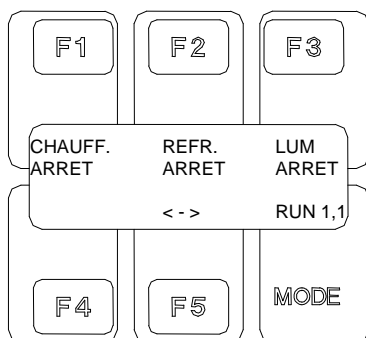 F1 F2 F3
CHAUFF. REFR. LUM
ARRET ARRET ARRET
< - > RUN 1,1
F4 F5 MODE